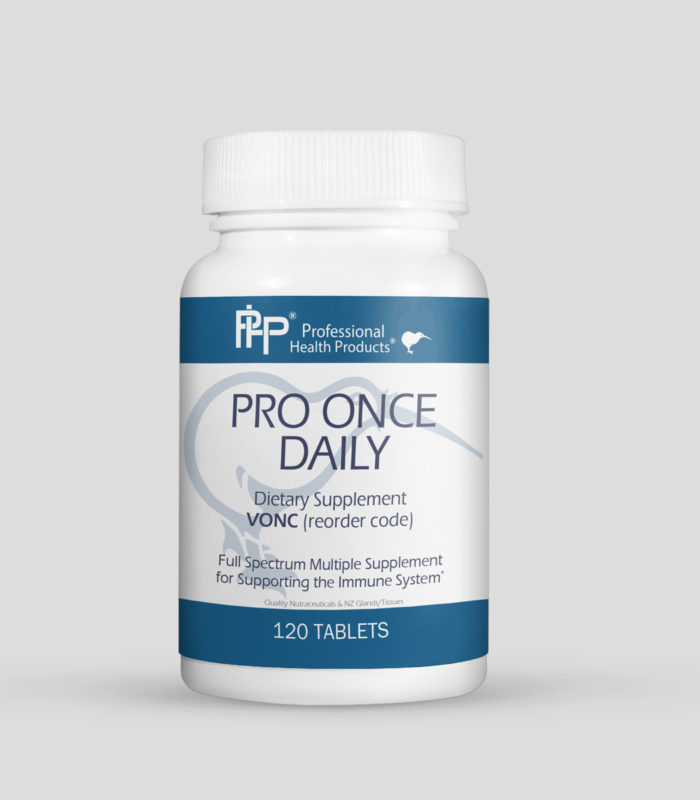 PHP®
Professional
Health Products®
PRO ONCE
DAILY
Dietary Supplement
VONC (reorder code)
Full Spectrum Multiple Supplement
for Supporting the Immune System*
Quality Nutraceuticals & NZ Glands/Tissues
120 TABLETS